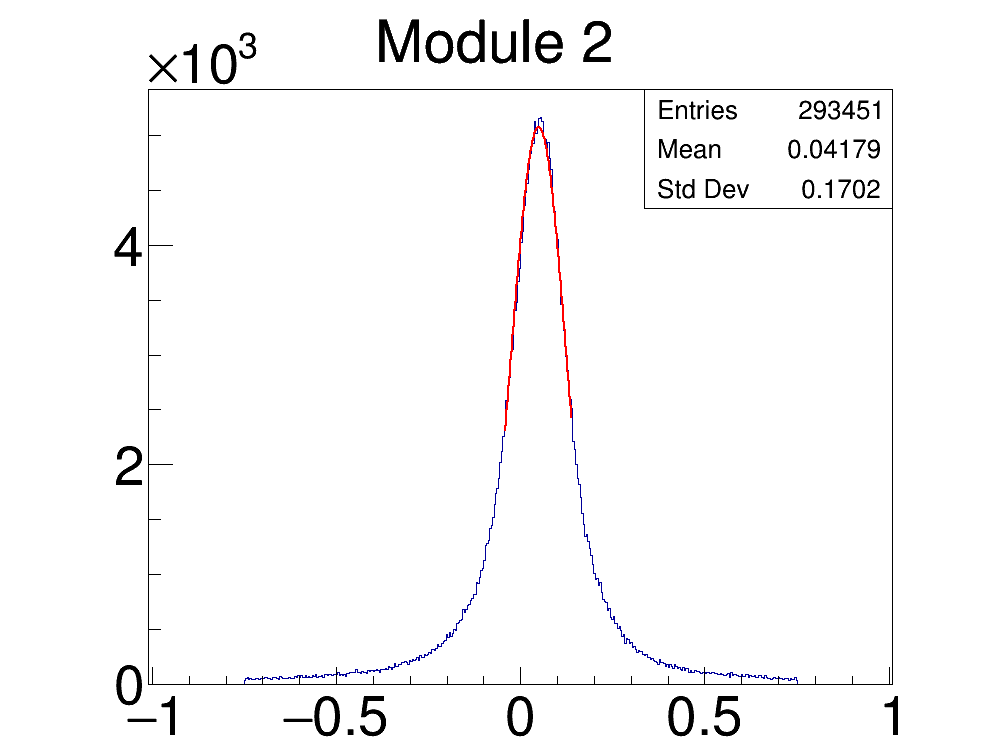 Module 2
×10³
Entries 293451
Mean 0.04179
Std Dev 0.1702
4
2
0
−1 −0.5 0 0.5 1